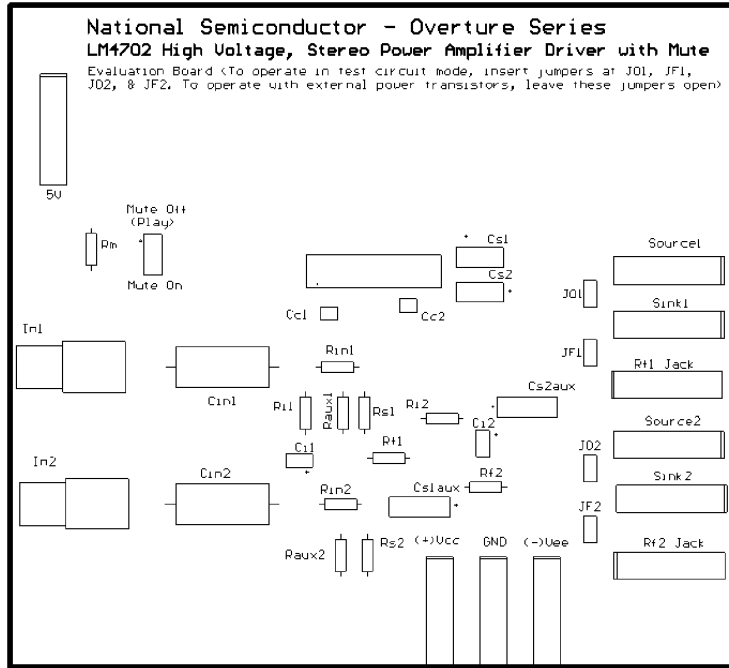 National Semiconductor - Overture Series
LM4702 High Voltage, Stereo Power Amplifier Driver with Mute
Evaluation Board (To operate in test circuit mode, insert jumpers at JO1, JF1,
JO2, & JF2. To operate with external power transistors, leave these jumpers open)
5V
Mute Off
(Play)
Rm
Mute On
Cs1
Cs2
Source1
JO1
Sink1
Cc1
Cc2
In1
Rin1
JF1
Rf1 Jack
Cin1
Ri1
Raux1
Rs1
Ri2
Cs2aux
Ci2
Source2
Ci1
Rf1
JO2
In2
Cin2
Rin2
Cs1aux
Rf2
Sink2
JF2
Raux2
Rs2
(+)Vcc
GND
(-)Vee
Rf2 Jack